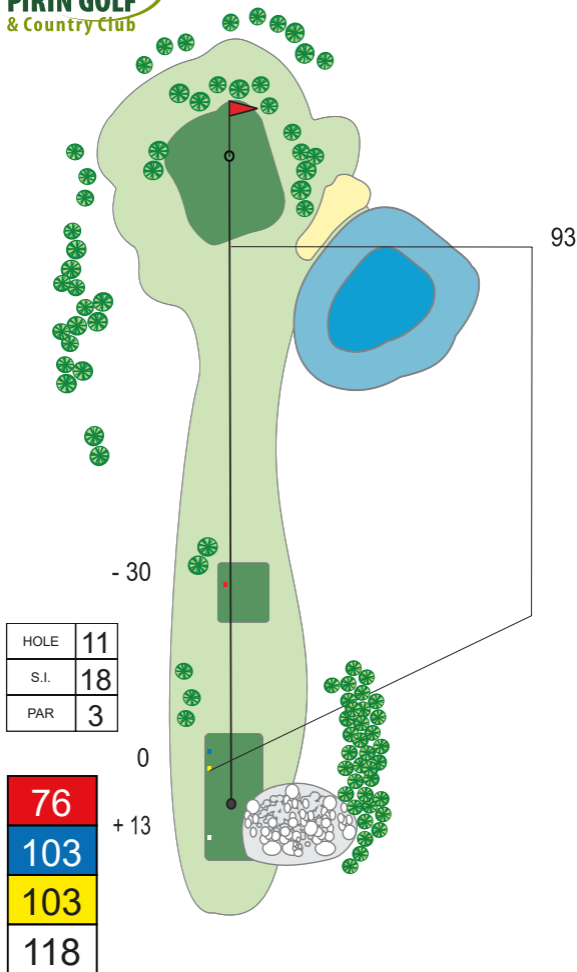 PIRIN GOLF
& Country Club
93
- 30
HOLE 11
S.I. 18
PAR 3
0
+ 13
76
103
103
118